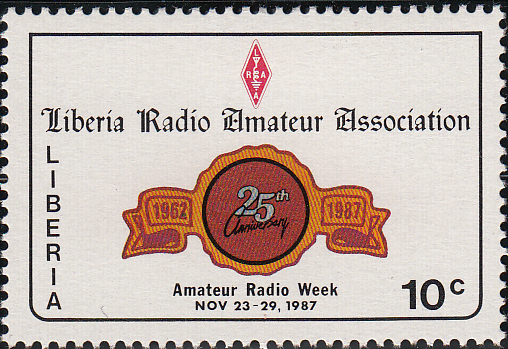 L
R A
A
Liberia Radio Amateur Association
LIBERIA
1962
25th
Anniversary
1987
Amateur Radio Week
NOV 23-29, 1987
10c